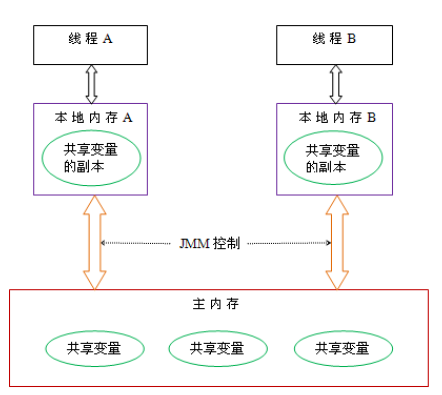 线程 A
线程 B
本地内存 A
本地内存 B
共享变量
的副本
共享变量
的副本
JMM 控制
主内存
共享变量
共享变量
共享变量